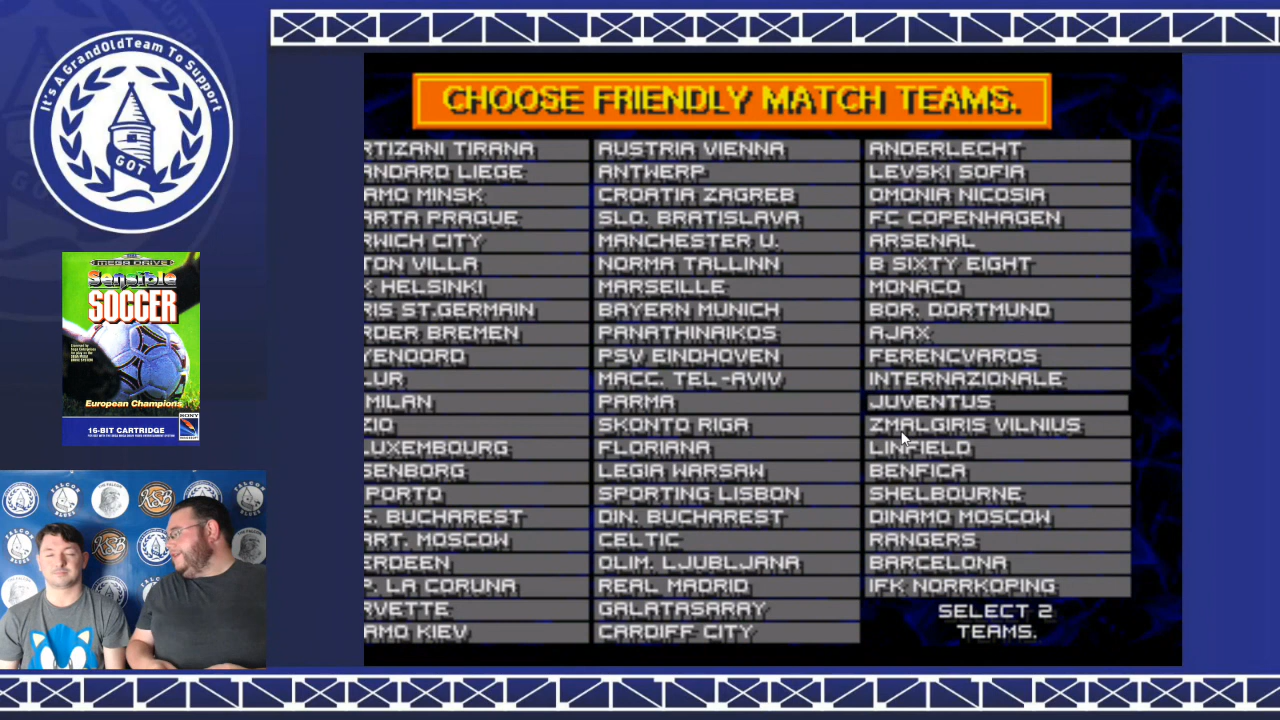 It's A GrandOldTeam To Support
GOT
MEGA DRIVE
Sensible
SOCCER
European Champions
16-BIT CARTRIDGE
SONY
KSB
KSB
CHOOSE FRIENDLY MATCH TEAMS.
RTIZANI TIRANA AUSTRIA VIENNA ANDERLECHT
ANDARD LIEGE ANTWERP LEVSKI SOFIA
AMO MINSK CROATIA ZAGREB OMONIA NICOSIA
ARTA PRAGUE SLO. BRATISLAVA FC COPENHAGEN
RWICH CITY MANCHESTER U. ARSENAL
TON VILLA NORMA TALLINN B SIXTY EIGHT
K HELSINKI MARSEILLE MONACO
RIS ST.GERMAIN BAYERN MUNICH BOR. DORTMUND
RDER BREMEN PANATHINAIKOS AJAX
YENOORD PSV EINDHOVEN FERENCVAROS
LUR MACC. TEL-AVIV INTERNAZIONALE
MILAN PARMA JUVENTUS
ZIO SKONTO RIGA ZMALGIRIS VILNIUS
LUXEMBOURG FLORIANA LINFIELD
SENBORG LEGIA WARSAW BENFICA
PORTO SPORTING LISBON SHELBOURNE
E. BUCHAREST DIN. BUCHAREST DINAMO MOSCOW
ART. MOSCOW CELTIC RANGERS
ERDEEN OLIM. LJUBLJANA BARCELONA
P. LA CORUNA REAL MADRID IFK NORRKOPING
RVETTE GALATASARAY SELECT 2
AMO KIEV CARDIFF CITY TEAMS.